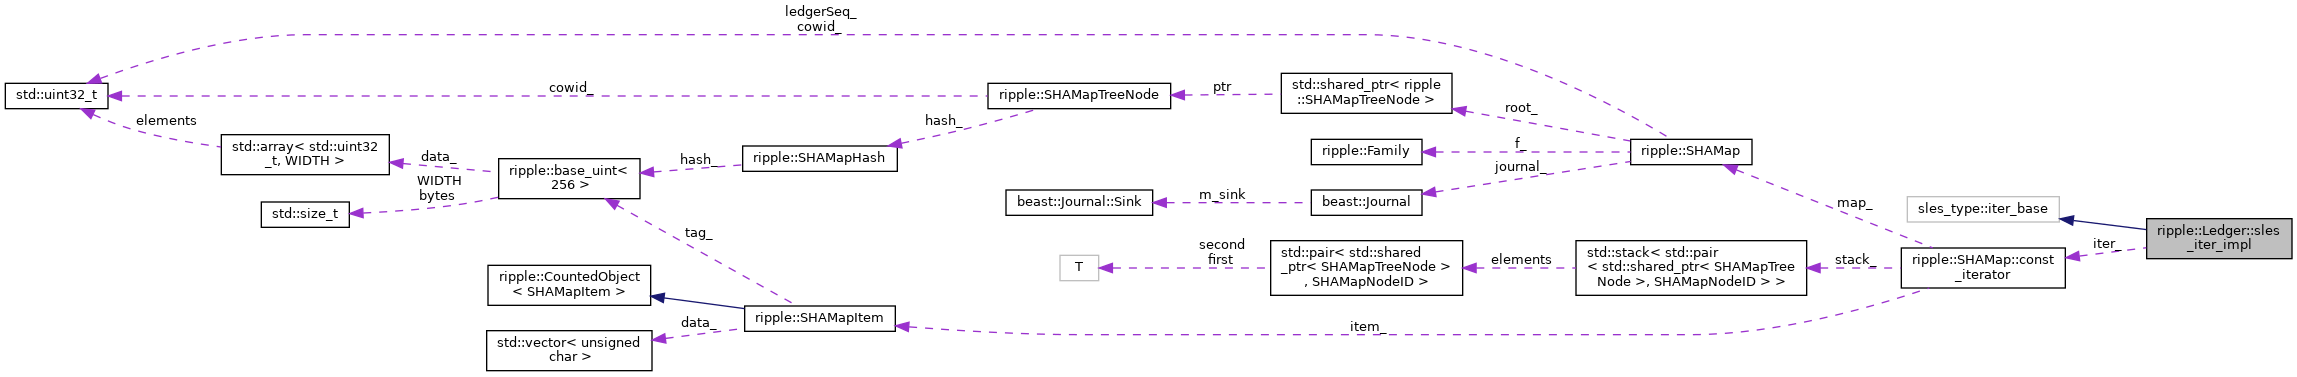 ledgerSeq_
cowid_
std::uint32_t
cowid_
ripple::SHAMapTreeNode
ptr
std::shared_ptr< ripple
::SHAMapTreeNode >
root_
elements
hash_
std::array< std::uint32
_t, WIDTH >
data_
ripple::base_uint<
256 >
hash_
ripple::SHAMapHash
ripple::Family
f_
ripple::SHAMap
journal_
WIDTH
bytes
std::size_t
beast::Journal::Sink
m_sink
beast::Journal
map_
sles_type::iter_base
ripple::Ledger::sles
_iter_impl
iter_
tag_
T
second
first
std::pair< std::shared
_ptr< SHAMapTreeNode >
, SHAMapNodeID >
elements
std::stack< std::pair
< std::shared_ptr< SHAMapTree
Node >, SHAMapNodeID > >
stack_
ripple::SHAMap::const
_iterator
ripple::CountedObject
< SHAMapItem >
ripple::SHAMapItem
item_
data_
std::vector< unsigned
char >